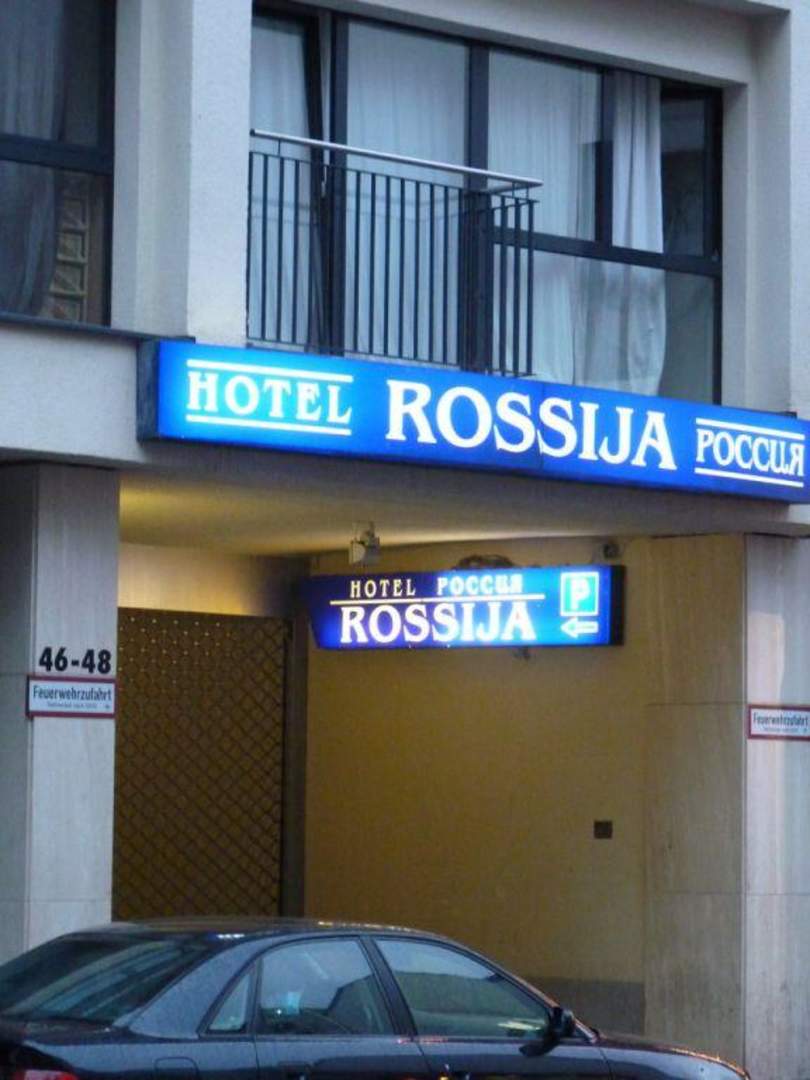 HOTEL ROSSIJA РОССИЯ
HOTEL РОССИЯ P
ROSSIJA
46-48
Feuerwehrzufahrt
Feuerwehrzufahrt